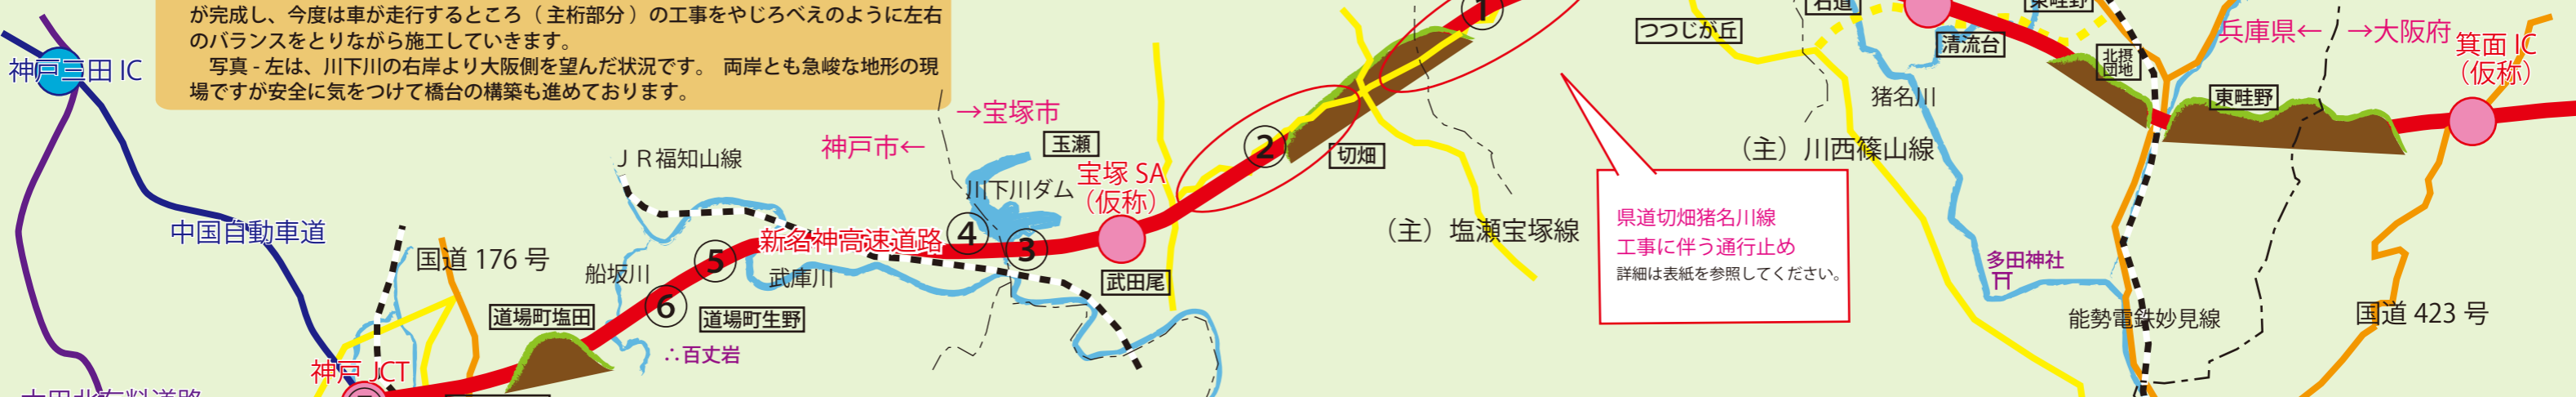 が完成し、今度は車が走行するところ（主桁部分）の工事をやじろべえのように左右
のバランスをとりながら施工していきます。
写真 - 左は、川下川の右岸より大阪側を望んだ状況です。 両岸とも急峻な地形の現
場ですが安全に気をつけて橋台の構築も進めております。
神戸三田 IC
中国自動車道
国道 176 号
神戸 JCT
道場町塩田
船坂川
ＪＲ福知山線
⑤
⑥
道場町生野
∴百丈岩
武庫川
新名神高速道路
神戸市←
→宝塚市
川下川ダム
玉瀬
④
③
宝塚 SA
（仮称）
武田尾
②
切畑
①
（主）塩瀬宝塚線
県道切畑猪名川線
工事に伴う通行止め
詳細は表紙を参照してください。
つつじが丘
石道
清流台
猪名川
（主）川西篠山線
東畦野
北摂
団地
多田神社
能勢電鉄妙見線
兵庫県←
→大阪府
東畦野
箕面 IC
（仮称）
国道 423 号